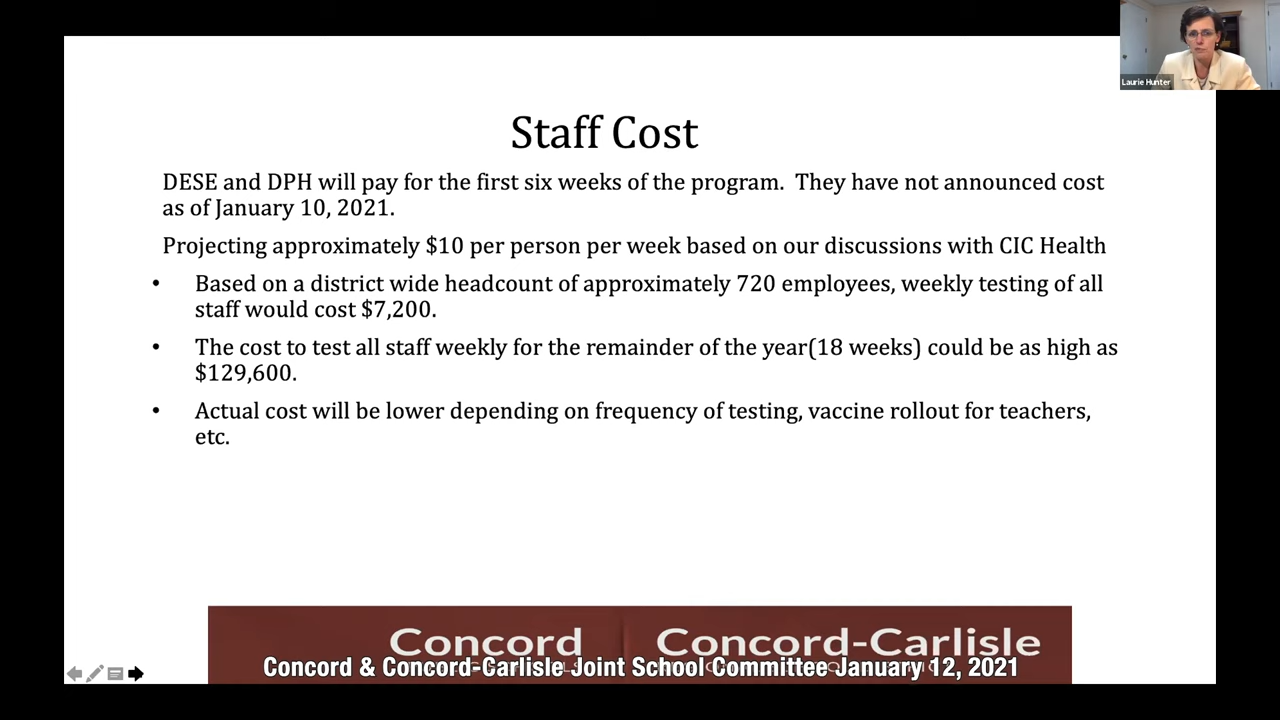 Laurie Hunter
Staff Cost
DESE and DPH will pay for the first six weeks of the program. They have not announced cost
as of January 10, 2021.
Projecting approximately $10 per person per week based on our discussions with CIC Health
• Based on a district wide headcount of approximately 720 employees, weekly testing of all
staff would cost $7,200.
• The cost to test all staff weekly for the remainder of the year(18 weeks) could be as high as
$129,600.
• Actual cost will be lower depending on frequency of testing, vaccine rollout for teachers,
etc.
Concord Concord-Carlisle
Concord & Concord-Carlisle Joint School Committee January 12, 2021